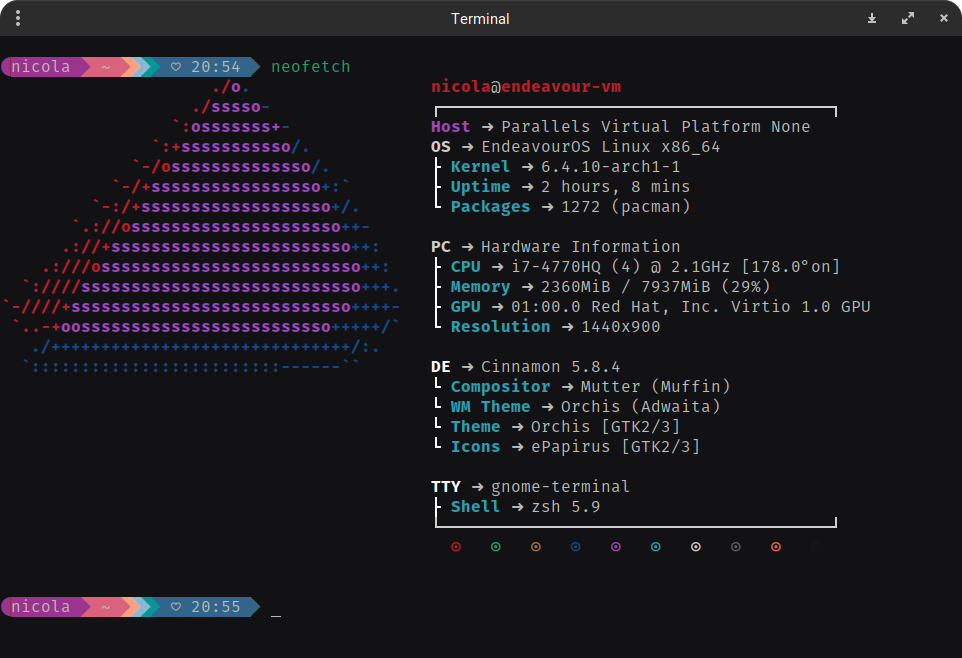 Terminal
nicola ~ ♡ 20:54 neofetch
./o.
./sssso-
`:osssssss+-
`:+sssssssssso/.
`-/ossssssssssssso/.
`-/+sssssssssssssssso+:`
`-:/+sssssssssssssssssso+/.
`.://osssssssssssssssssssso++-
.://+ssssssssssssssssssssssso++:
.:///ossssssssssssssssssssssssso++:
`:////ssssssssssssssssssssssssssso+++.
`-////+ssssssssssssssssssssssssssso++++-
`..-+oosssssssssssssssssssssssso+++++/`
./++++++++++++++++++++++++++++++/:.
`:::::::::::::::::::::::::------``
nicola@endeavour-vm
Host ➜ Parallels Virtual Platform None
OS ➜ EndeavourOS Linux x86_64
Kernel ➜ 6.4.10-arch1-1
Uptime ➜ 2 hours, 8 mins
Packages ➜ 1272 (pacman)
PC ➜ Hardware Information
CPU ➜ i7-4770HQ (4) @ 2.1GHz [178.0°on]
Memory ➜ 2360MiB / 7937MiB (29%)
GPU ➜ 01:00.0 Red Hat, Inc. Virtio 1.0 GPU
Resolution ➜ 1440x900
DE ➜ Cinnamon 5.8.4
Compositor ➜ Mutter (Muffin)
WM Theme ➜ Orchis (Adwaita)
Theme ➜ Orchis [GTK2/3]
Icons ➜ ePapirus [GTK2/3]
TTY ➜ gnome-terminal
Shell ➜ zsh 5.9
nicola ~ ♡ 20:55 _